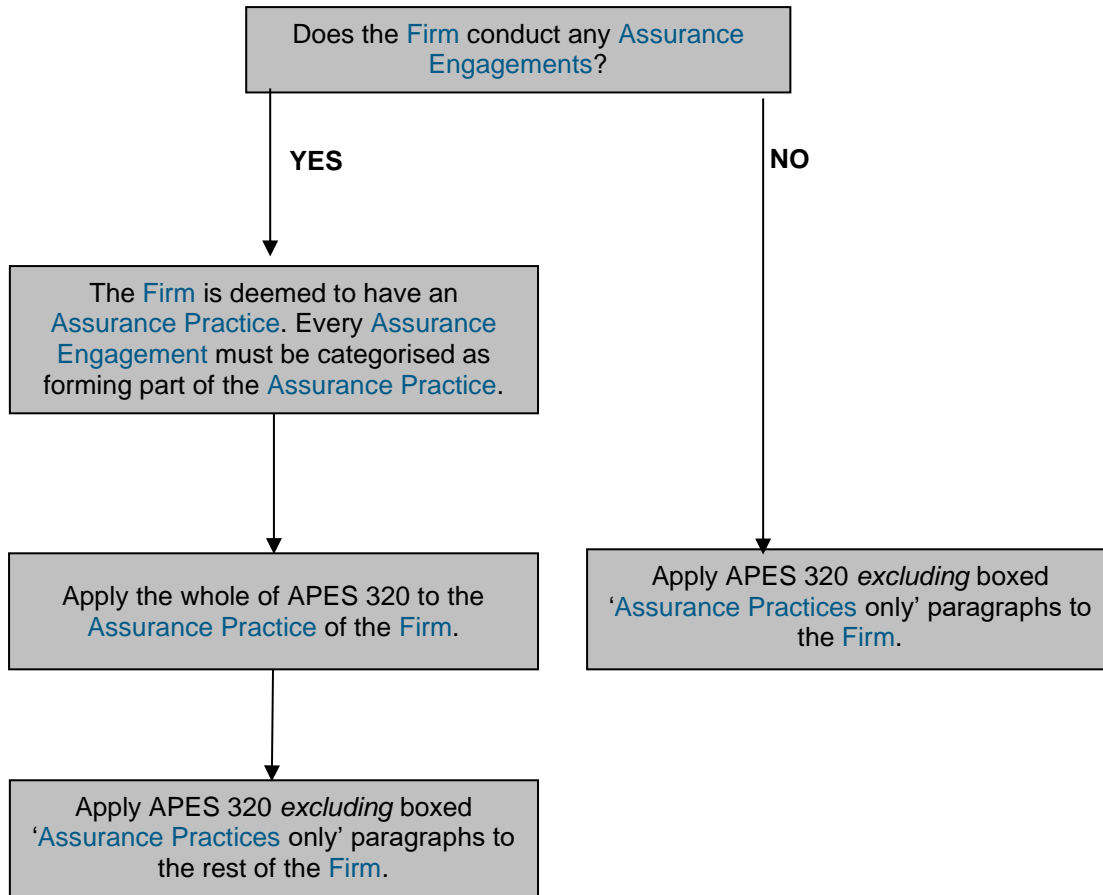 Does the Firm conduct any Assurance
Engagements?
YES
NO
The Firm is deemed to have an
Assurance Practice. Every Assurance
Engagement must be categorised as
forming part of the Assurance Practice.
Apply the whole of APES 320 to the
Assurance Practice of the Firm.
Apply APES 320 excluding boxed
‘Assurance Practices only’ paragraphs to
the Firm.
Apply APES 320 excluding boxed
‘Assurance Practices only’ paragraphs to
the rest of the Firm.